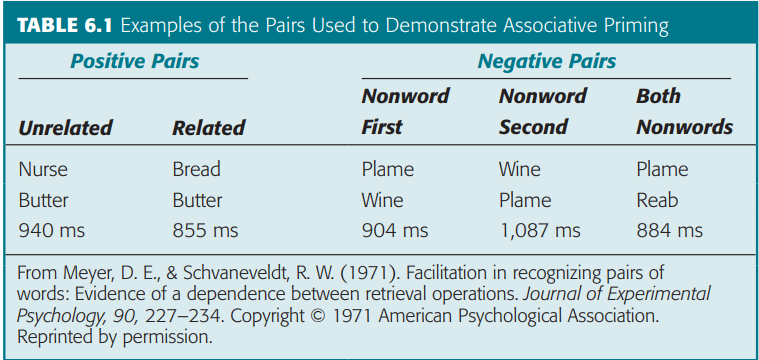 TABLE 6.1 Examples of the Pairs Used to Demonstrate Associative Priming
Positive Pairs Negative Pairs
Nonword Nonword Both
Unrelated Related First Second Nonwords
Nurse Bread Plame Wine Plame
Butter Butter Wine Plame Reab
940 ms 855 ms 904 ms 1,087 ms 884 ms
From Meyer, D. E., & Schvaneveldt, R. W. (1971). Facilitation in recognizing pairs of
words: Evidence of a dependence between retrieval operations. Journal of Experimental
Psychology, 90, 227–234. Copyright © 1971 American Psychological Association.
Reprinted by permission.